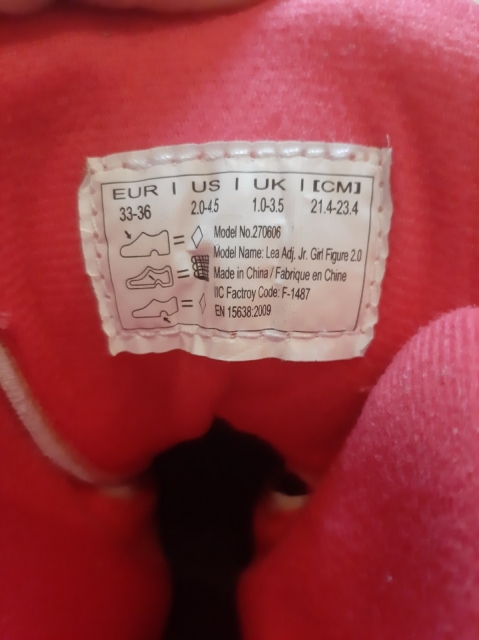 EUR | US | UK | [CM]
33-36 2.0-4.5 1.0-3.5 21.4-23.4
Model No.270606
Model Name: Lea Adj. Jr. Girl Figure 2.0
Made in China / Fabrique en Chine
IIC Factroy Code: F-1487
EN 15638:2009